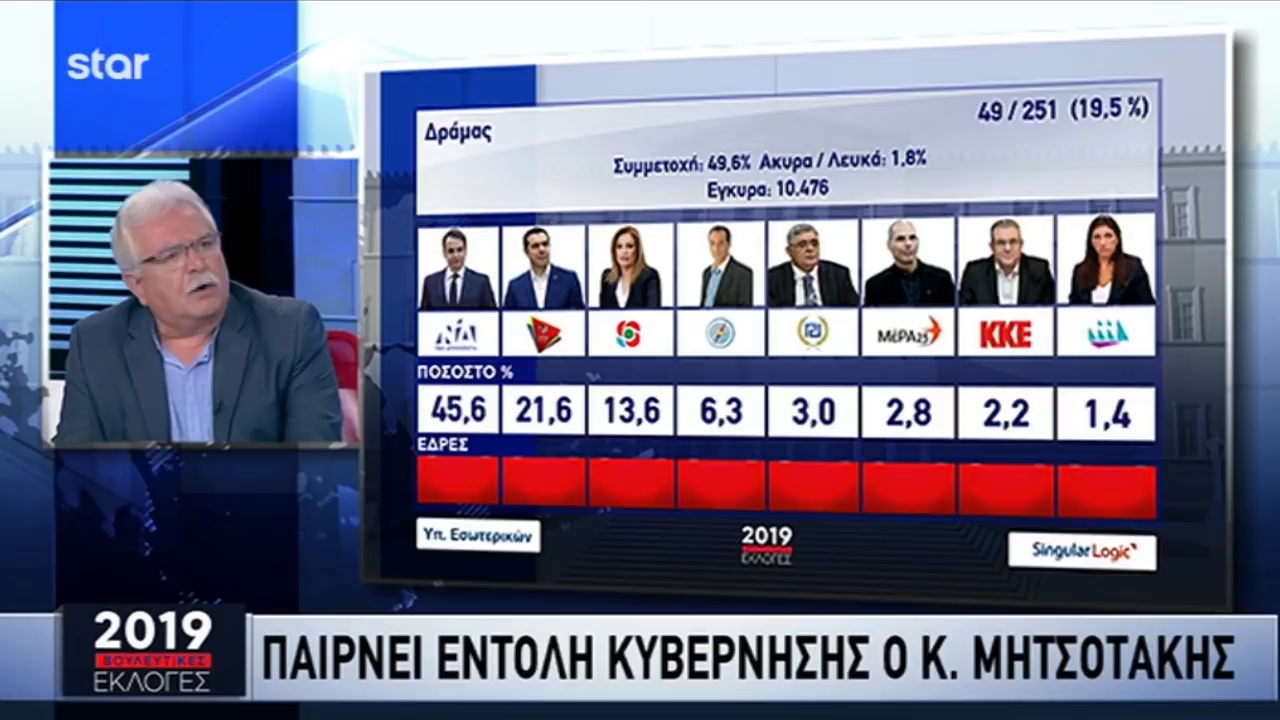 star
Δράμας
49 / 251 (19,5 %)
Συμμετοχή: 49,6% Ακυρα / Λευκά: 1,8%
Εγκυρα: 10.476
ΝΔ
ΜέΡΑ25
ΚΚΕ
ΠΟΣΟΣΤΟ %
45,6 21,6 13,6 6,3 3,0 2,8 2,2 1,4
ΕΔΡΕΣ
Υπ. Εσωτερικών
2019
ΕΚΛΟΓΕΣ
SingularLogic
2019
ΒΟΥΛΕΥΤΙΚΕΣ
ΕΚΛΟΓΕΣ
ΠΑΙΡΝΕΙ ΕΝΤΟΛΗ ΚΥΒΕΡΝΗΣΗΣ Ο Κ. ΜΗΤΣΟΤΑΚΗΣ